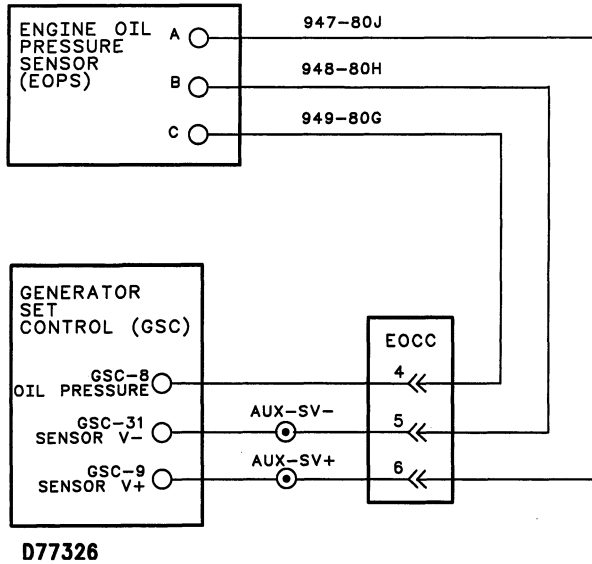 ENGINE OIL
PRESSURE
SENSOR
(EOPS)
A
B
C
947-80J
948-80H
949-80G
GENERATOR
SET
CONTROL (GSC)
GSC-8
OIL PRESSURE
GSC-31
SENSOR V-
GSC-9
SENSOR V+
AUX-SV-
AUX-SV+
EOCC
4
5
6
D77326